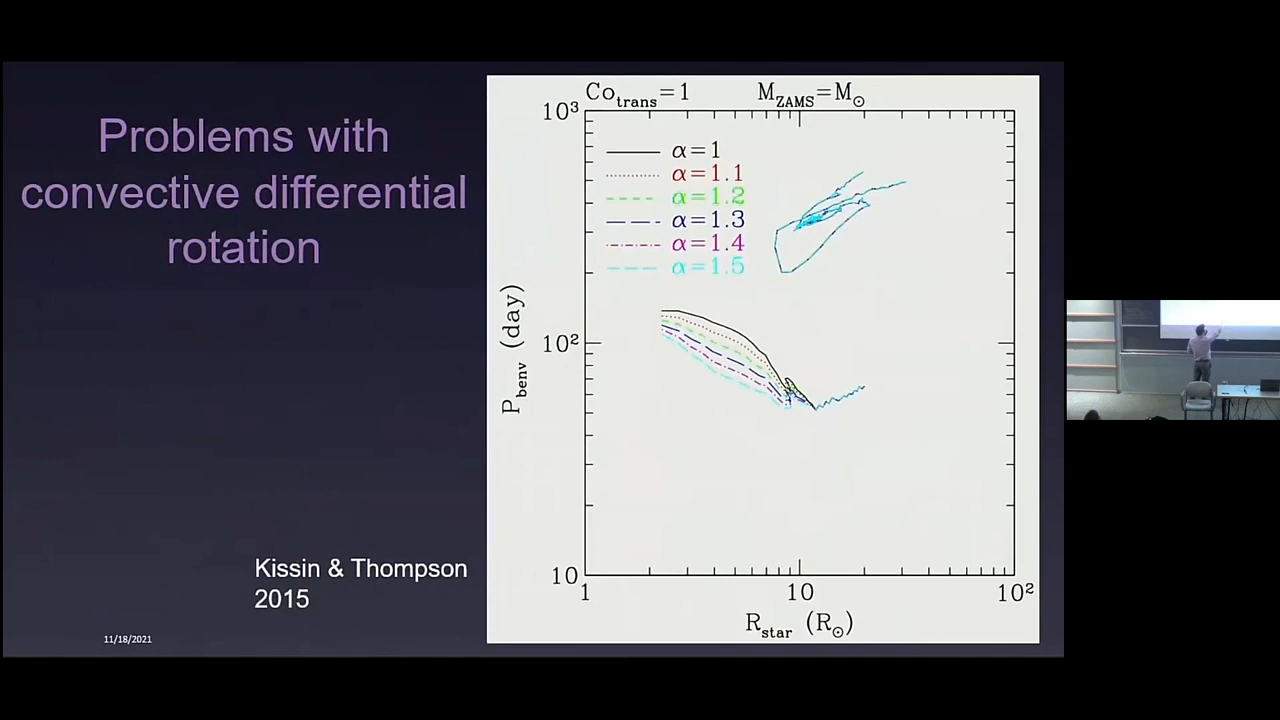 Problems with
convective differential
rotation
Kissin & Thompson
2015
11/18/2021
Co_trans=1 M_ZAMS=M_⊙
α=1
α=1.1
α=1.2
α=1.3
α=1.4
α=1.5
P_benv (day)
10³
10²
10
1 10 10²
R_star (R_⊙)